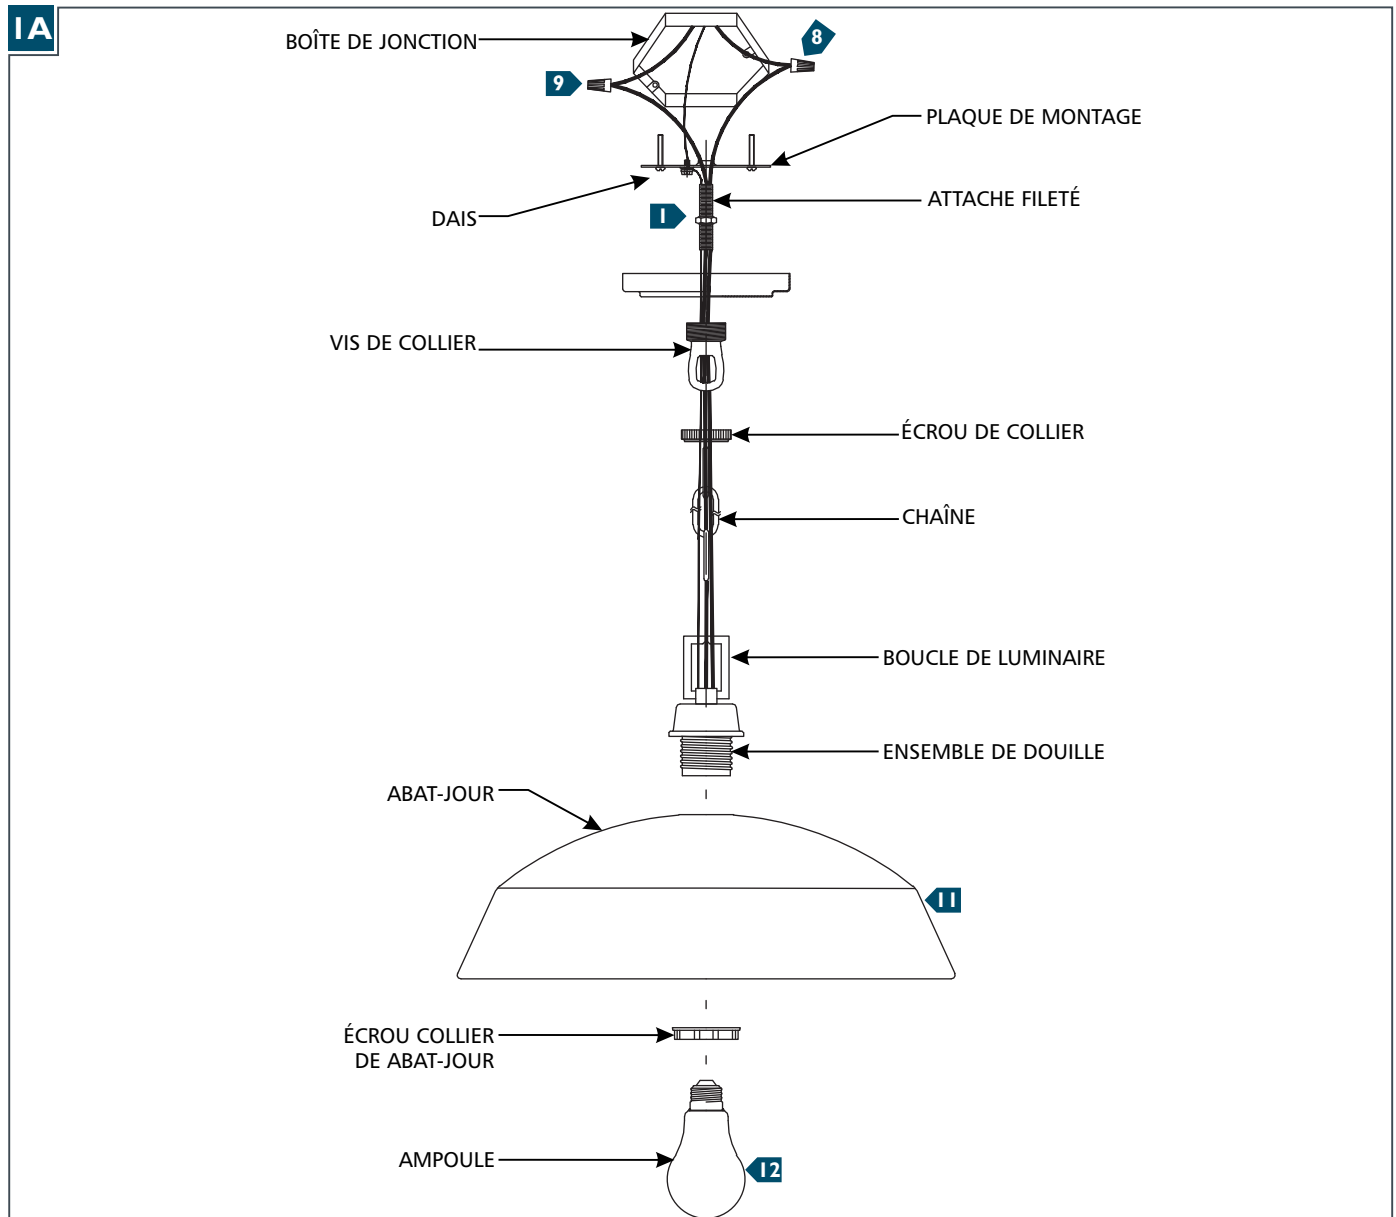 1A
BOÎTE DE JONCTION
8
9
PLAQUE DE MONTAGE
ATTACHE FILETÉ
DAIS
1
VIS DE COLLIER
ÉCROU DE COLLIER
CHAÎNE
BOUCLE DE LUMINAIRE
ENSEMBLE DE DOUILLE
ABAT-JOUR
11
ÉCROU COLLIER
DE ABAT-JOUR
AMPOULE
12